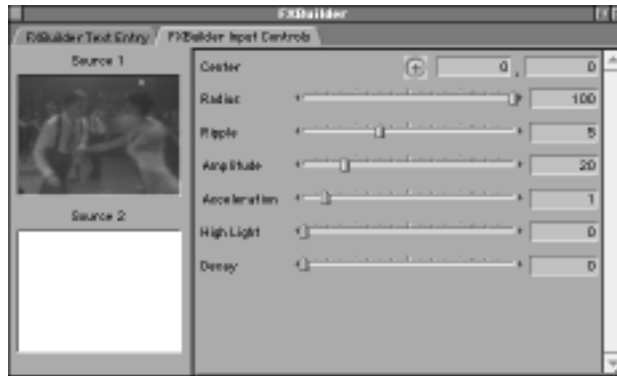 FXBuilder
FXBuilder Text Entry
FXBuilder Input Controls
Source 1
Source 2
Center 0 , 0
Radius 100
Ripple 5
Amplitude 20
Acceleration 1
High Light 0
Decay 0